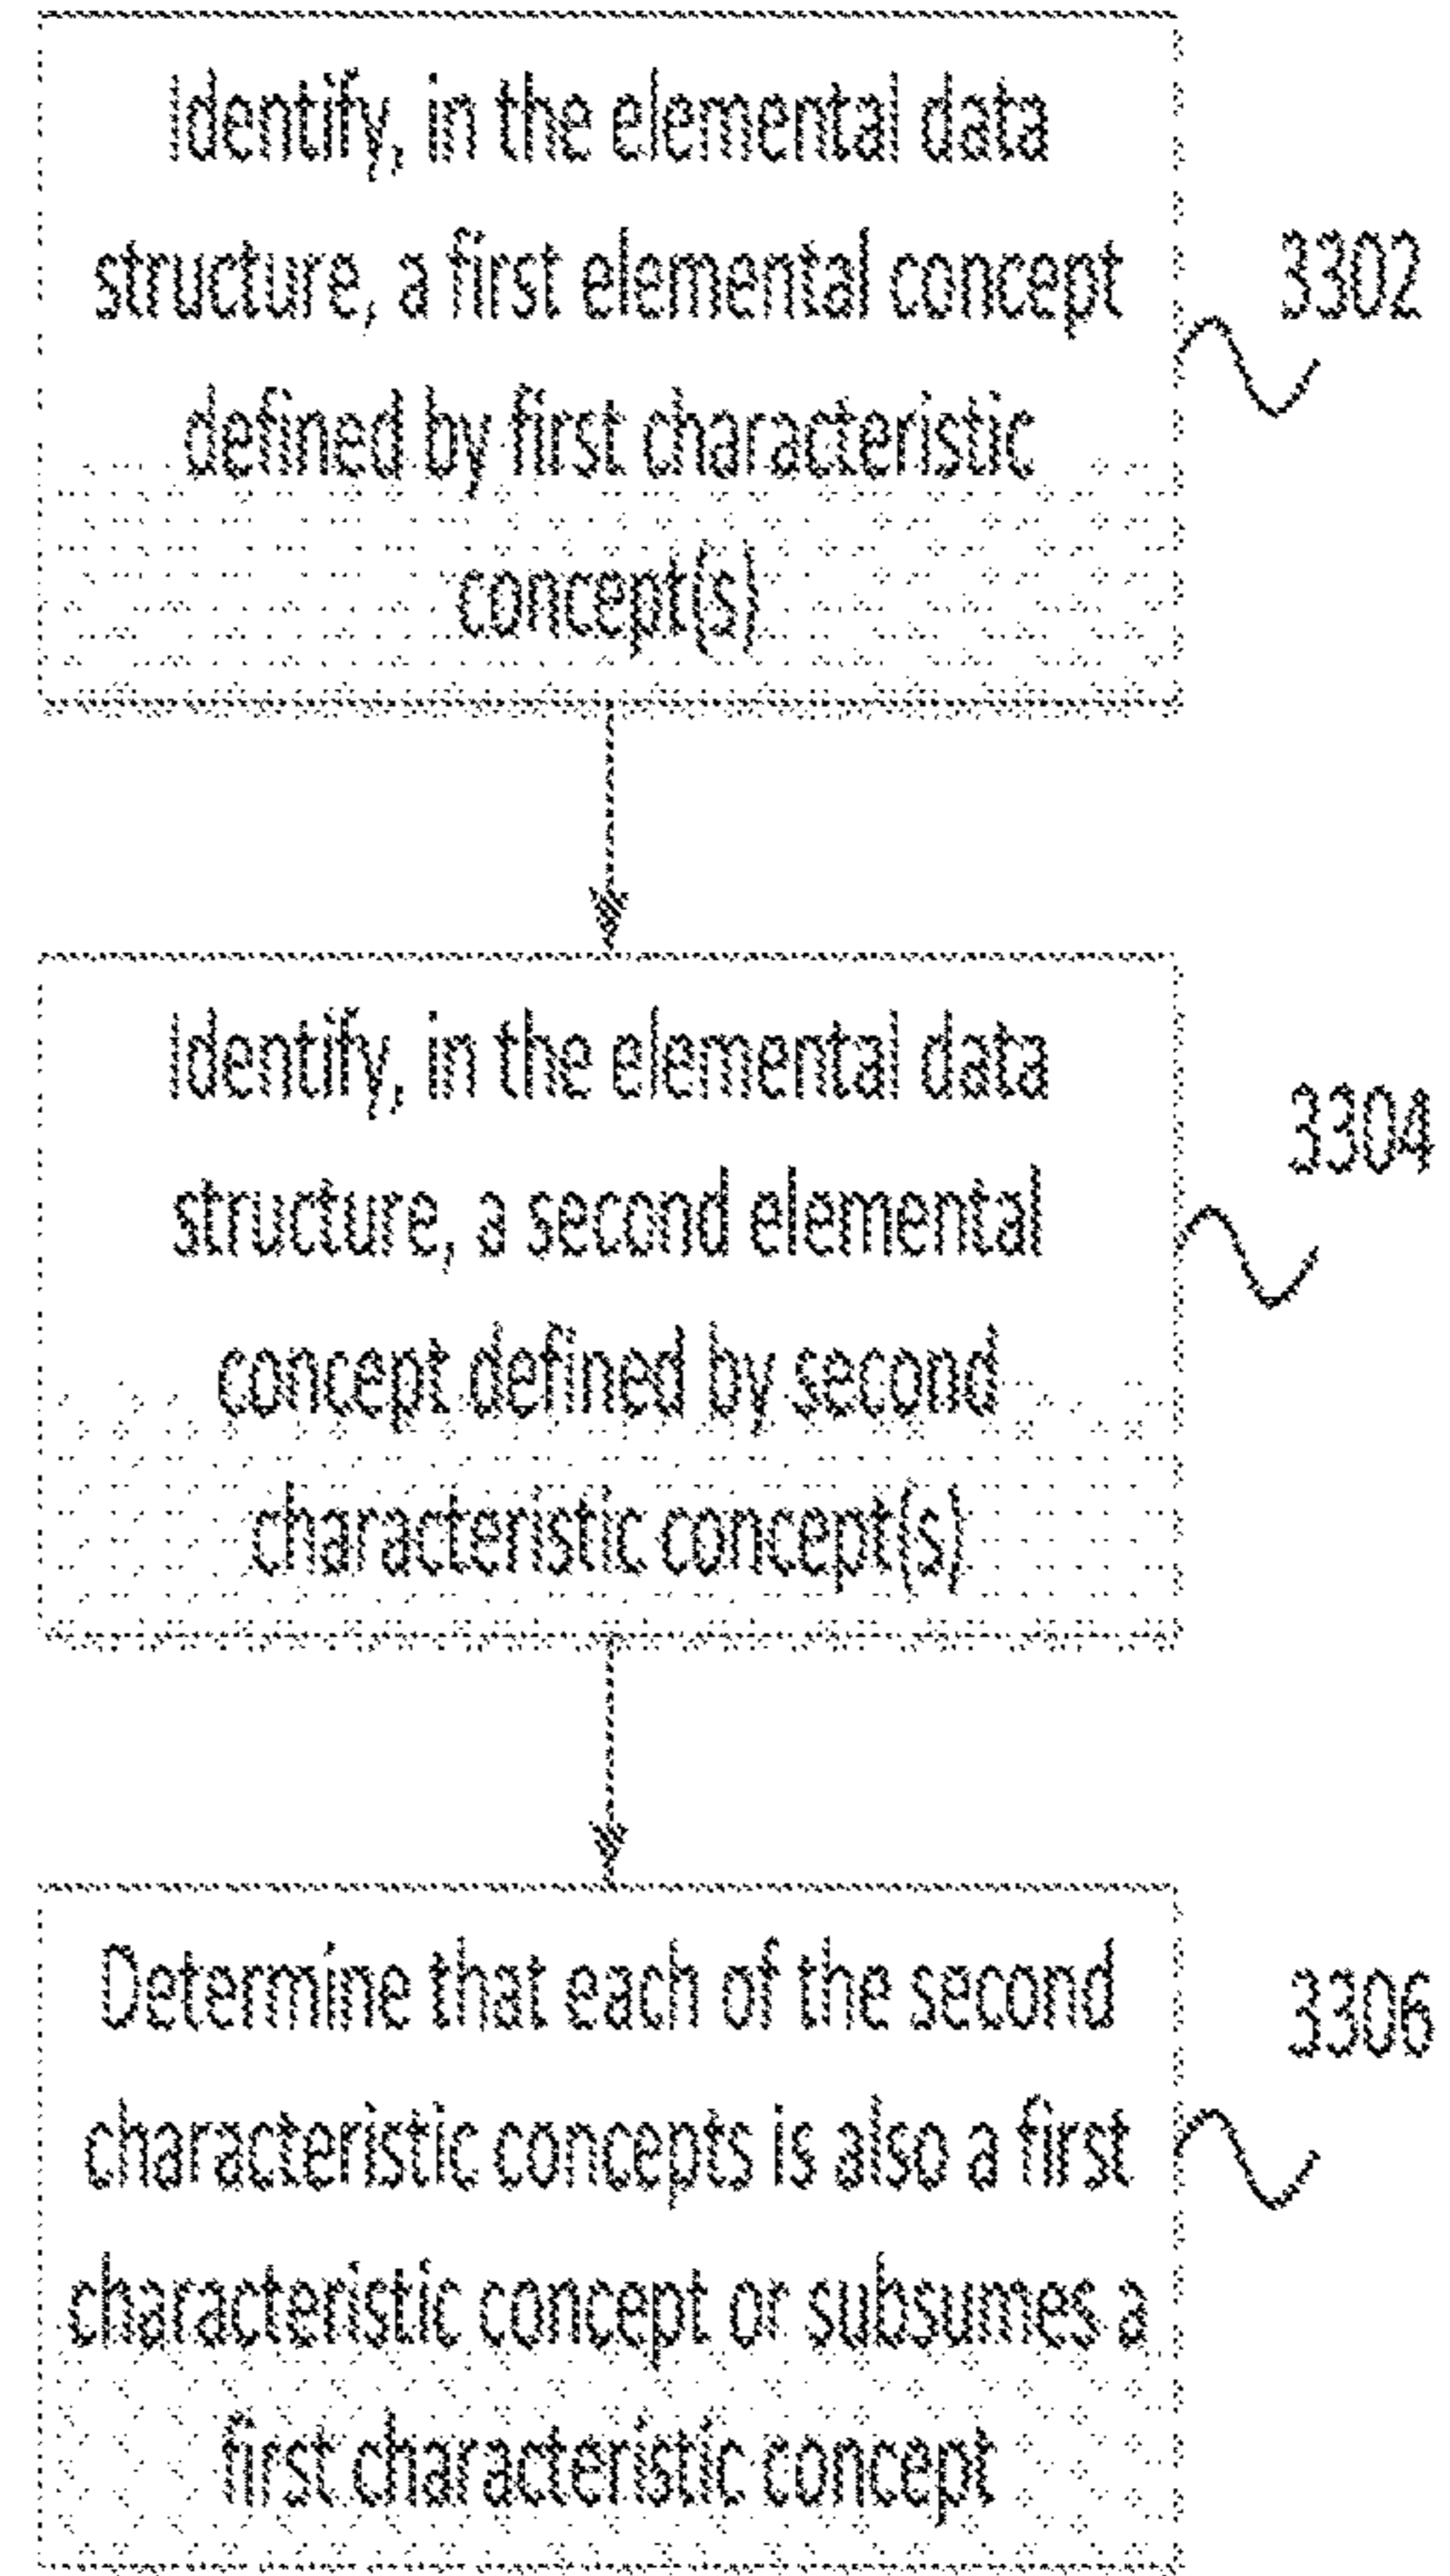 Identify, in the elemental data
structure, a first elemental concept
defined by first characteristic
concept(s)
3302
Identify, in the elemental data
structure, a second elemental
concept defined by second
characteristic concept(s)
3304
Determine that each of the second
characteristic concepts is also a first
characteristic concept or subsumes a
first characteristic concept
3306